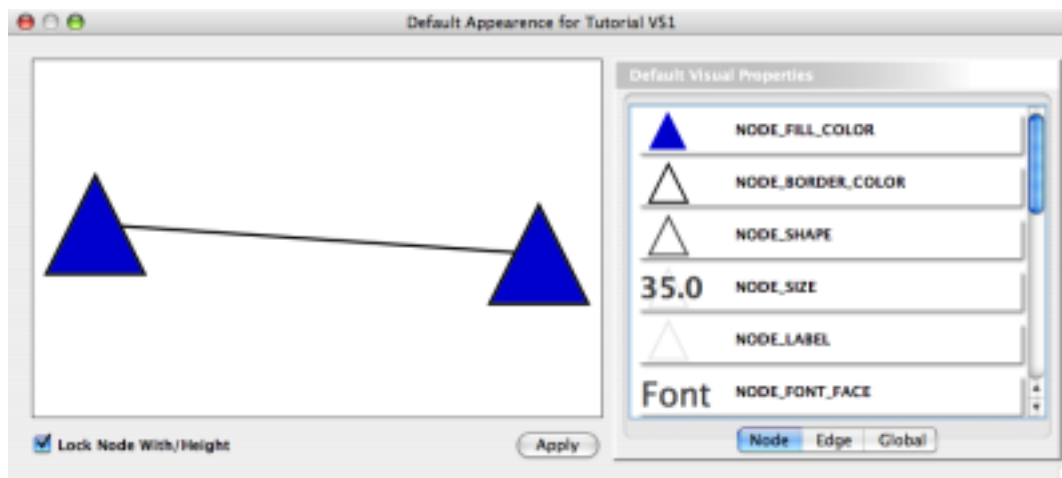 Default Appearence for Tutorial VS1
Default Visual Properties
NODE_FILL_COLOR
NODE_BORDER_COLOR
NODE_SHAPE
35.0 NODE_SIZE
NODE_LABEL
Font NODE_FONT_FACE
Lock Node With/Height
Apply
Node Edge Global